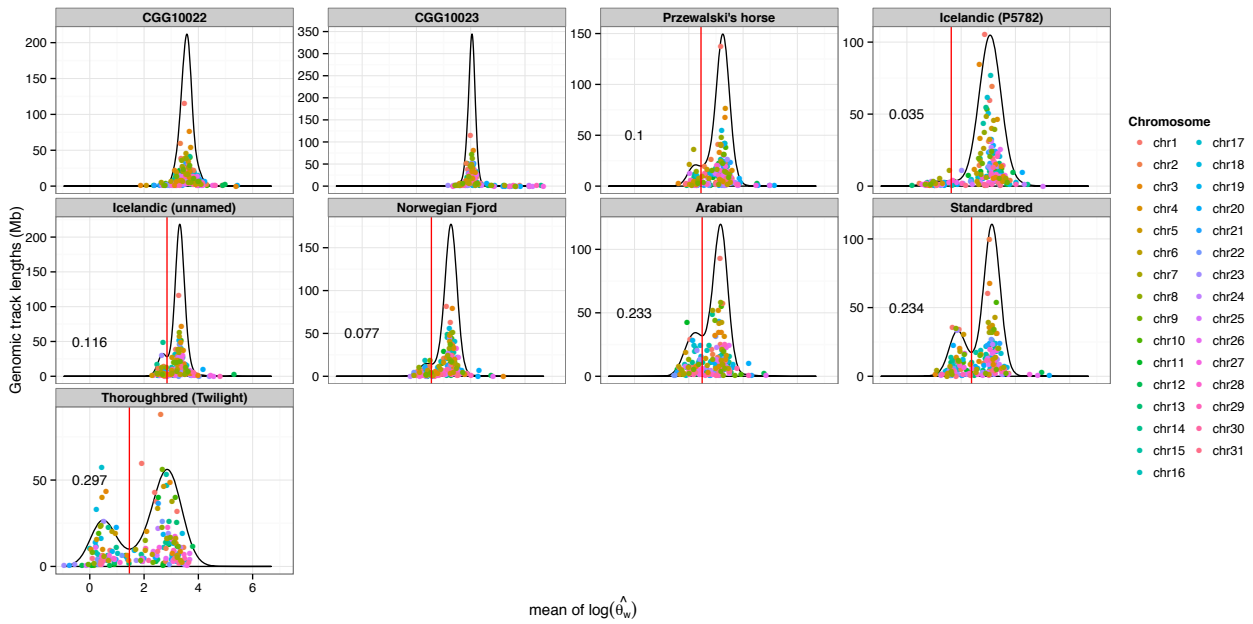 CGG10022
CGG10023
Przewalski's horse
Icelandic (P5782)
200
150
100
50
0
350
300
250
200
150
100
50
0
150
100
50
0
0.1
100
50
0
0.035
Icelandic (unnamed)
Norwegian Fjord
Arabian
Standardbred
200
150
100
50
0
0.116
150
100
50
0
0.077
100
50
0
0.233
100
50
0
0.234
Thoroughbred (Twilight)
50
0
0.297
0 2 4 6
Genomic track lengths (Mb)
mean of log(θ̂w)
Chromosome
chr1 chr17
chr2 chr18
chr3 chr19
chr4 chr20
chr5 chr21
chr6 chr22
chr7 chr23
chr8 chr24
chr9 chr25
chr10 chr26
chr11 chr27
chr12 chr28
chr13 chr29
chr14 chr30
chr15 chr31
chr16